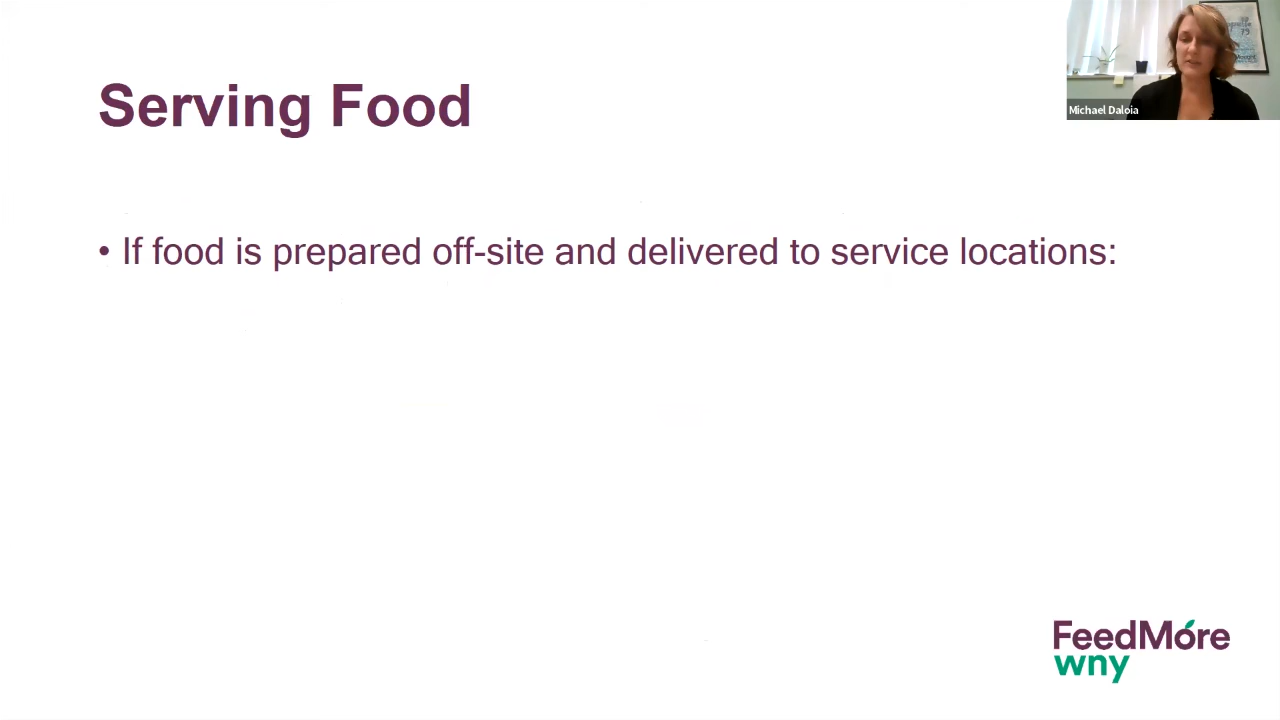 Serving Food
Michael Daloia
• If food is prepared off-site and delivered to service locations:
FeedMore
wny